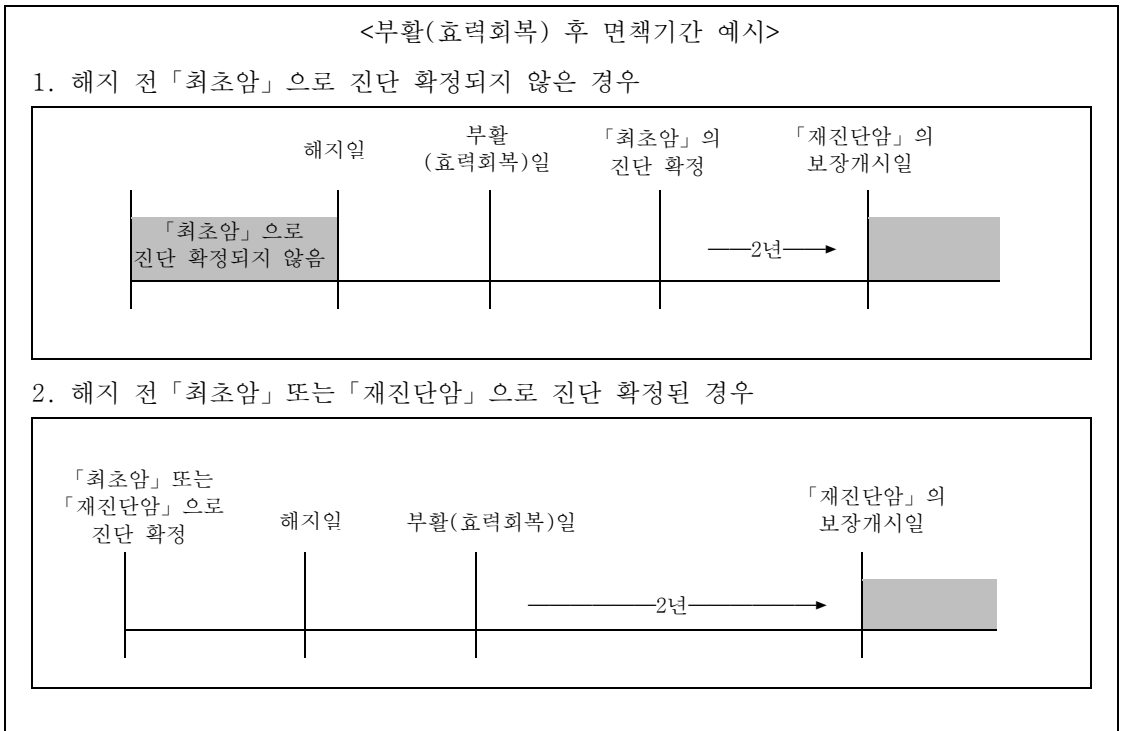 <부활(효력회복) 후 면책기간 예시>
1. 해지 전「최초암」으로 진단 확정되지 않은 경우
해지일
부활
(효력회복)일
「최초암」의
진단 확정
「재진단암」의
보장개시일
「최초암」으로
진단 확정되지 않음
2년
2. 해지 전「최초암」또는「재진단암」으로 진단 확정된 경우
「최초암」또는
「재진단암」으로
진단 확정
해지일
부활(효력회복)일
「재진단암」의
보장개시일
2년